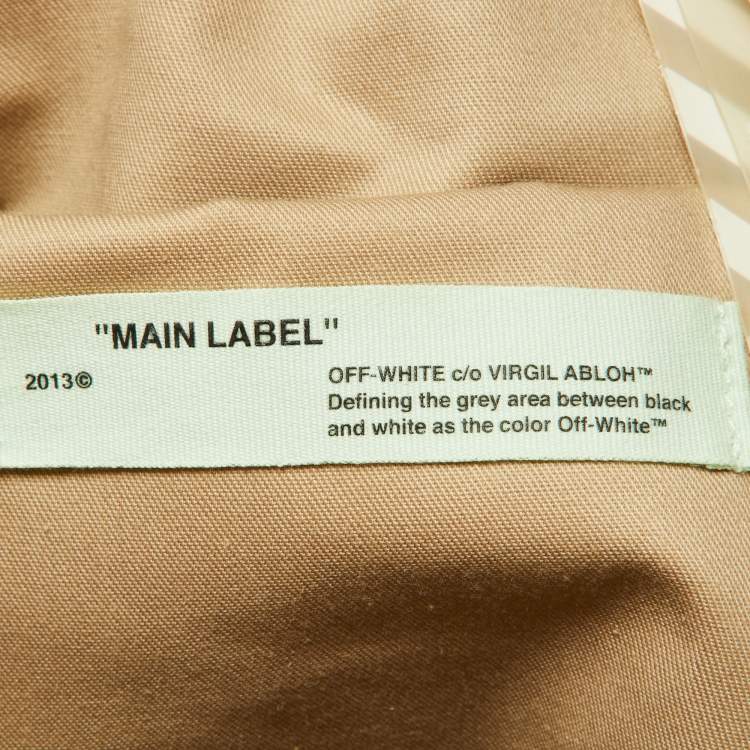 "MAIN LABEL"
2013©
OFF-WHITE c/o VIRGIL ABLOH™
Defining the grey area between black
and white as the color Off-White™